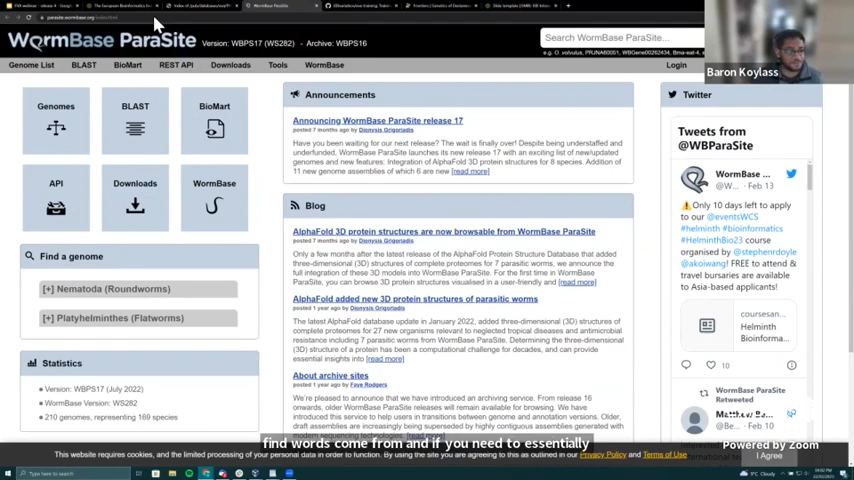 parasite.wormbase.org/index.html
WormBase ParaSite
Version: WBPS17 (WS282) - Archive: WBPS16
Search WormBase ParaSite...
Baron Koylass
Genome List BLAST BioMart REST API Downloads Tools WormBase Login
Genomes BLAST BioMart
API Downloads WormBase
Find a genome
[+] Nematoda (Roundworms)
[+] Platyhelminthes (Flatworms)
Statistics
Version: WBPS17 (July 2022)
WormBase Version: WS282
210 genomes, representing 169 species
Announcements
Announcing WormBase ParaSite release 17
posted 7 months ago by Dionysis Grigoriadis
Have you been waiting for our next release? The wait is finally over! Despite being understaffed and
underfunded, WormBase ParaSite launches its new release 17 with an exciting list of new/updated
genomes and new features: Integration of AlphaFold 3D protein structures for 8 species. Addition of
11 new genome assemblies of which 6 are new [read more]
Blog
AlphaFold 3D protein structures are now browsable from WormBase ParaSite
posted 7 months ago by Dionysis Grigoriadis
Only a few months after the latest release of the AlphaFold Protein Structure Database that added
three-dimensional (3D) structures of complete proteomes for 7 parasitic worms, we announce the
full integration of these 3D models into WormBase ParaSite. For the first time in WormBase
ParaSite, you can browse 3D protein structures visualised in a user-friendly and [read more]
AlphaFold added new 3D protein structures of parasitic worms
posted 1 year ago by Dionysis Grigoriadis
The latest AlphaFold database update in January 2022, added three-dimensional (3D) structures of
complete proteomes for 27 new organisms relevant to neglected tropical diseases and antimicrobial
resistance including 7 parasitic worms from WormBase ParaSite. Determining the three-dimensional
(3D) structure of a protein has been a computational challenge for decades, and can provide
essential insights into [read more]
About archive sites
posted 1 year ago by Faye Rodgers
We're pleased to announce that we have introduced an archiving service. From release 16
onwards, older WormBase ParaSite releases will remain available for browsing. We have
introduced this service to help users in transitions between genome and annotation versions. Older,
draft assemblies are increasingly being superseded by highly contiguous assemblies generated with
Twitter
Tweets from
@WBParaSite
WormBase ...
@W... · Feb 13
Only 10 days left to apply
to our @eventsWCS
#helminth #bioinformatics
#HelminthBio23 course
organised by @stephenrdoyle
@akoiwang! FREE to attend &
travel bursaries are available
to Asia-based applicants!
coursesan...
Helminth
Bioinforma...
10
WormBase ParaSite
Retweeted
@Be... · Feb 10
find words come from and if you need to essentially
Powered by Zoom
This website requires cookies, and the limited processing of your personal data in order to function. By using the site you are agreeing to this as outlined in our Privacy Policy and Terms of Use
I Agree
Type here to search